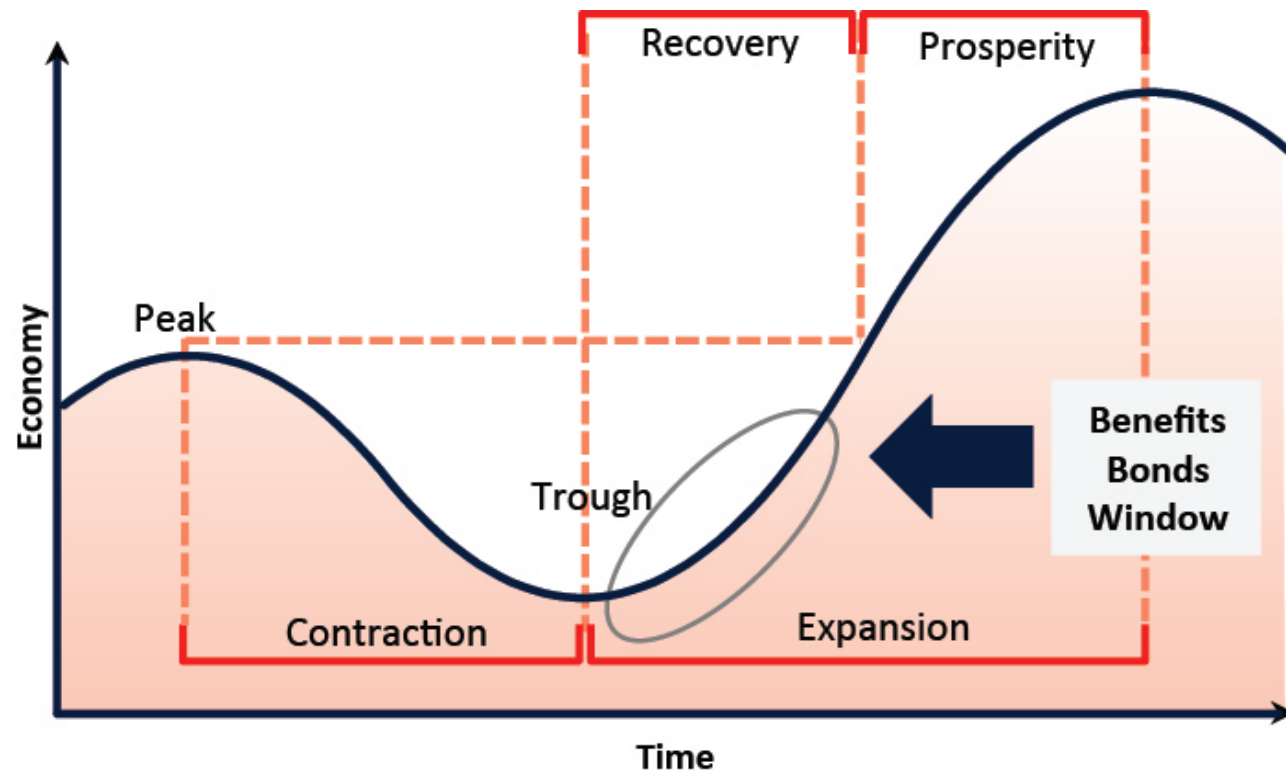 Recovery
Prosperity
Peak
Economy
Trough
Benefits
Bonds
Window
Contraction
Expansion
Time